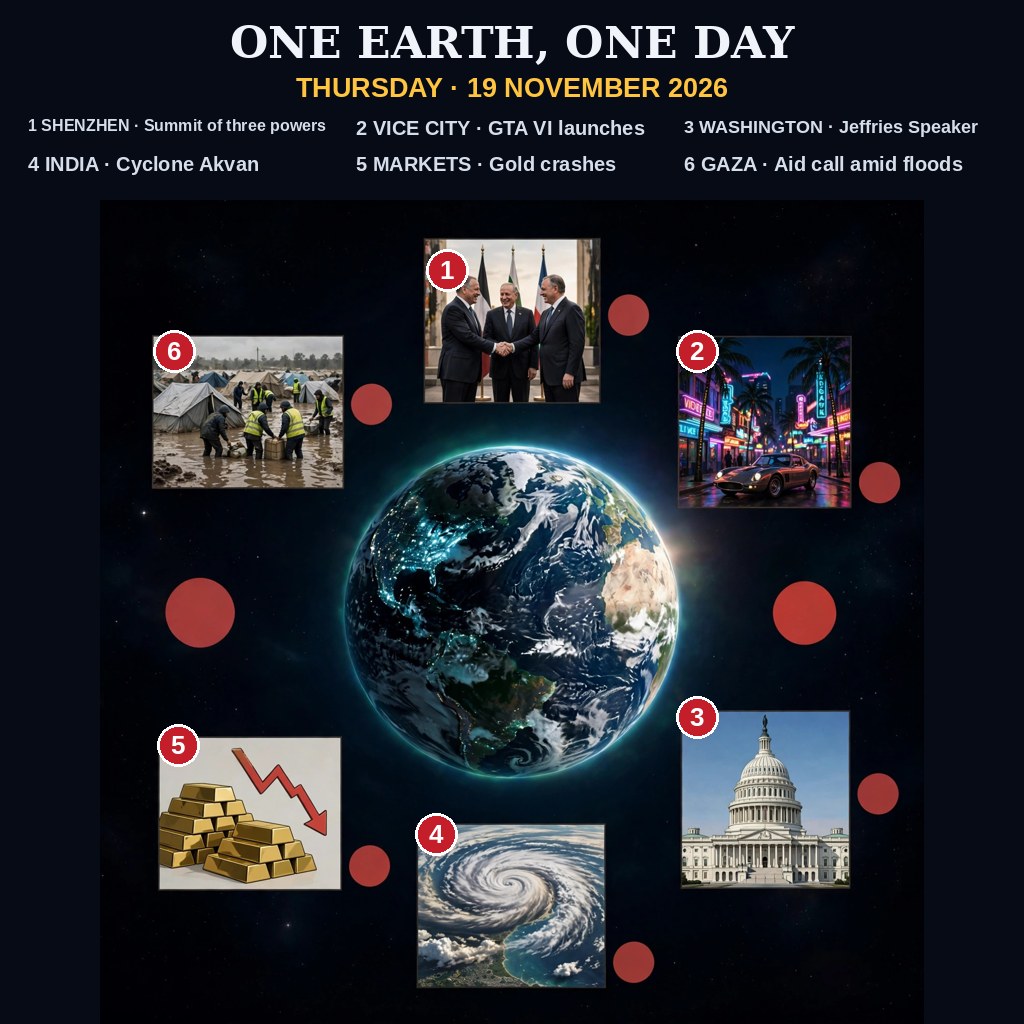 ONE EARTH, ONE DAY
THURSDAY · 19 NOVEMBER 2026
1 SHENZHEN · Summit of three powers
2 VICE CITY · GTA VI launches
3 WASHINGTON · Jeffries Speaker
4 INDIA · Cyclone Akvan
5 MARKETS · Gold crashes
6 GAZA · Aid call amid floods
1
6
2
3
5
4